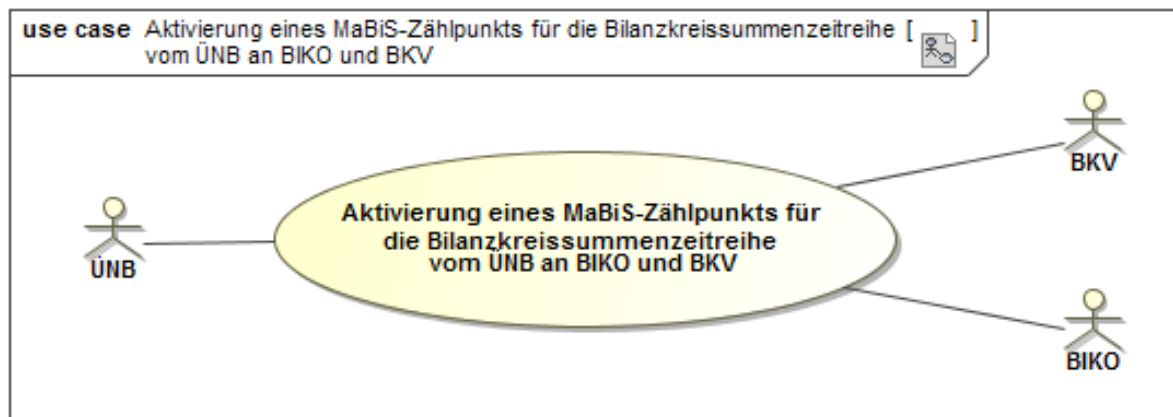 use case Aktivierung eines MaBiS-Zählpunkts für die Bilanzkreissummenzeitreihe [ ]
vom ÜNB an BIKO und BKV
BKV
Aktivierung eines MaBiS-Zählpunkts für
die Bilanzkreissummenzeitreihe
vom ÜNB an BIKO und BKV
ÜNB
BIKO